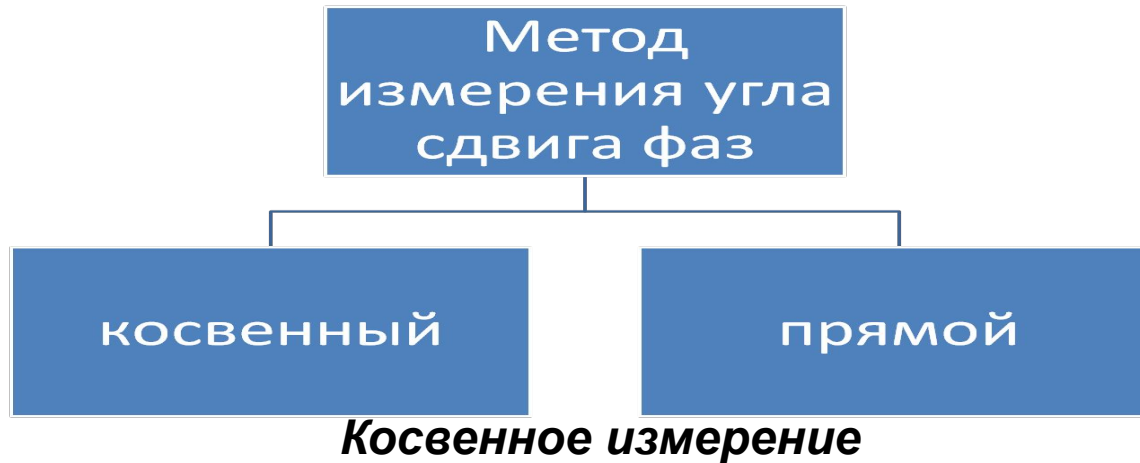 Метод
измерения угла
сдвига фаз
косвенный
прямой
Косвенное измерение